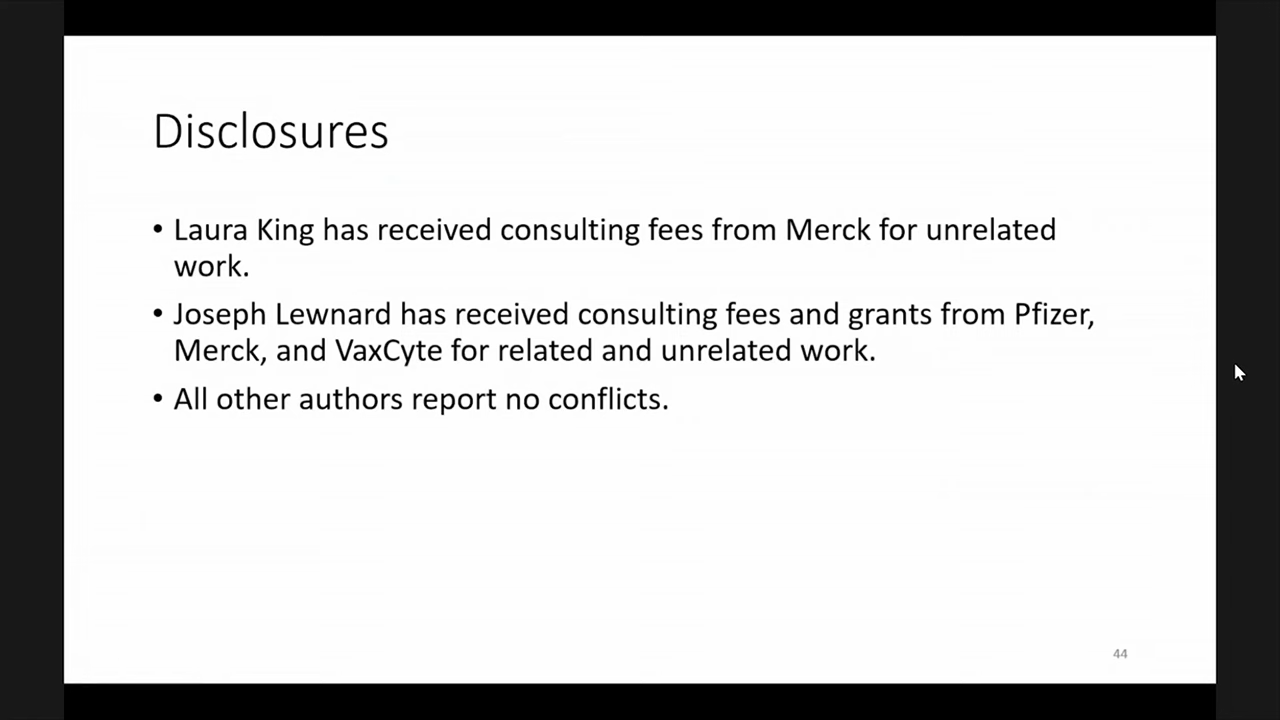 Disclosures
• Laura King has received consulting fees from Merck for unrelated
work.
• Joseph Lewnard has received consulting fees and grants from Pfizer,
Merck, and VaxCyte for related and unrelated work.
• All other authors report no conflicts.
44